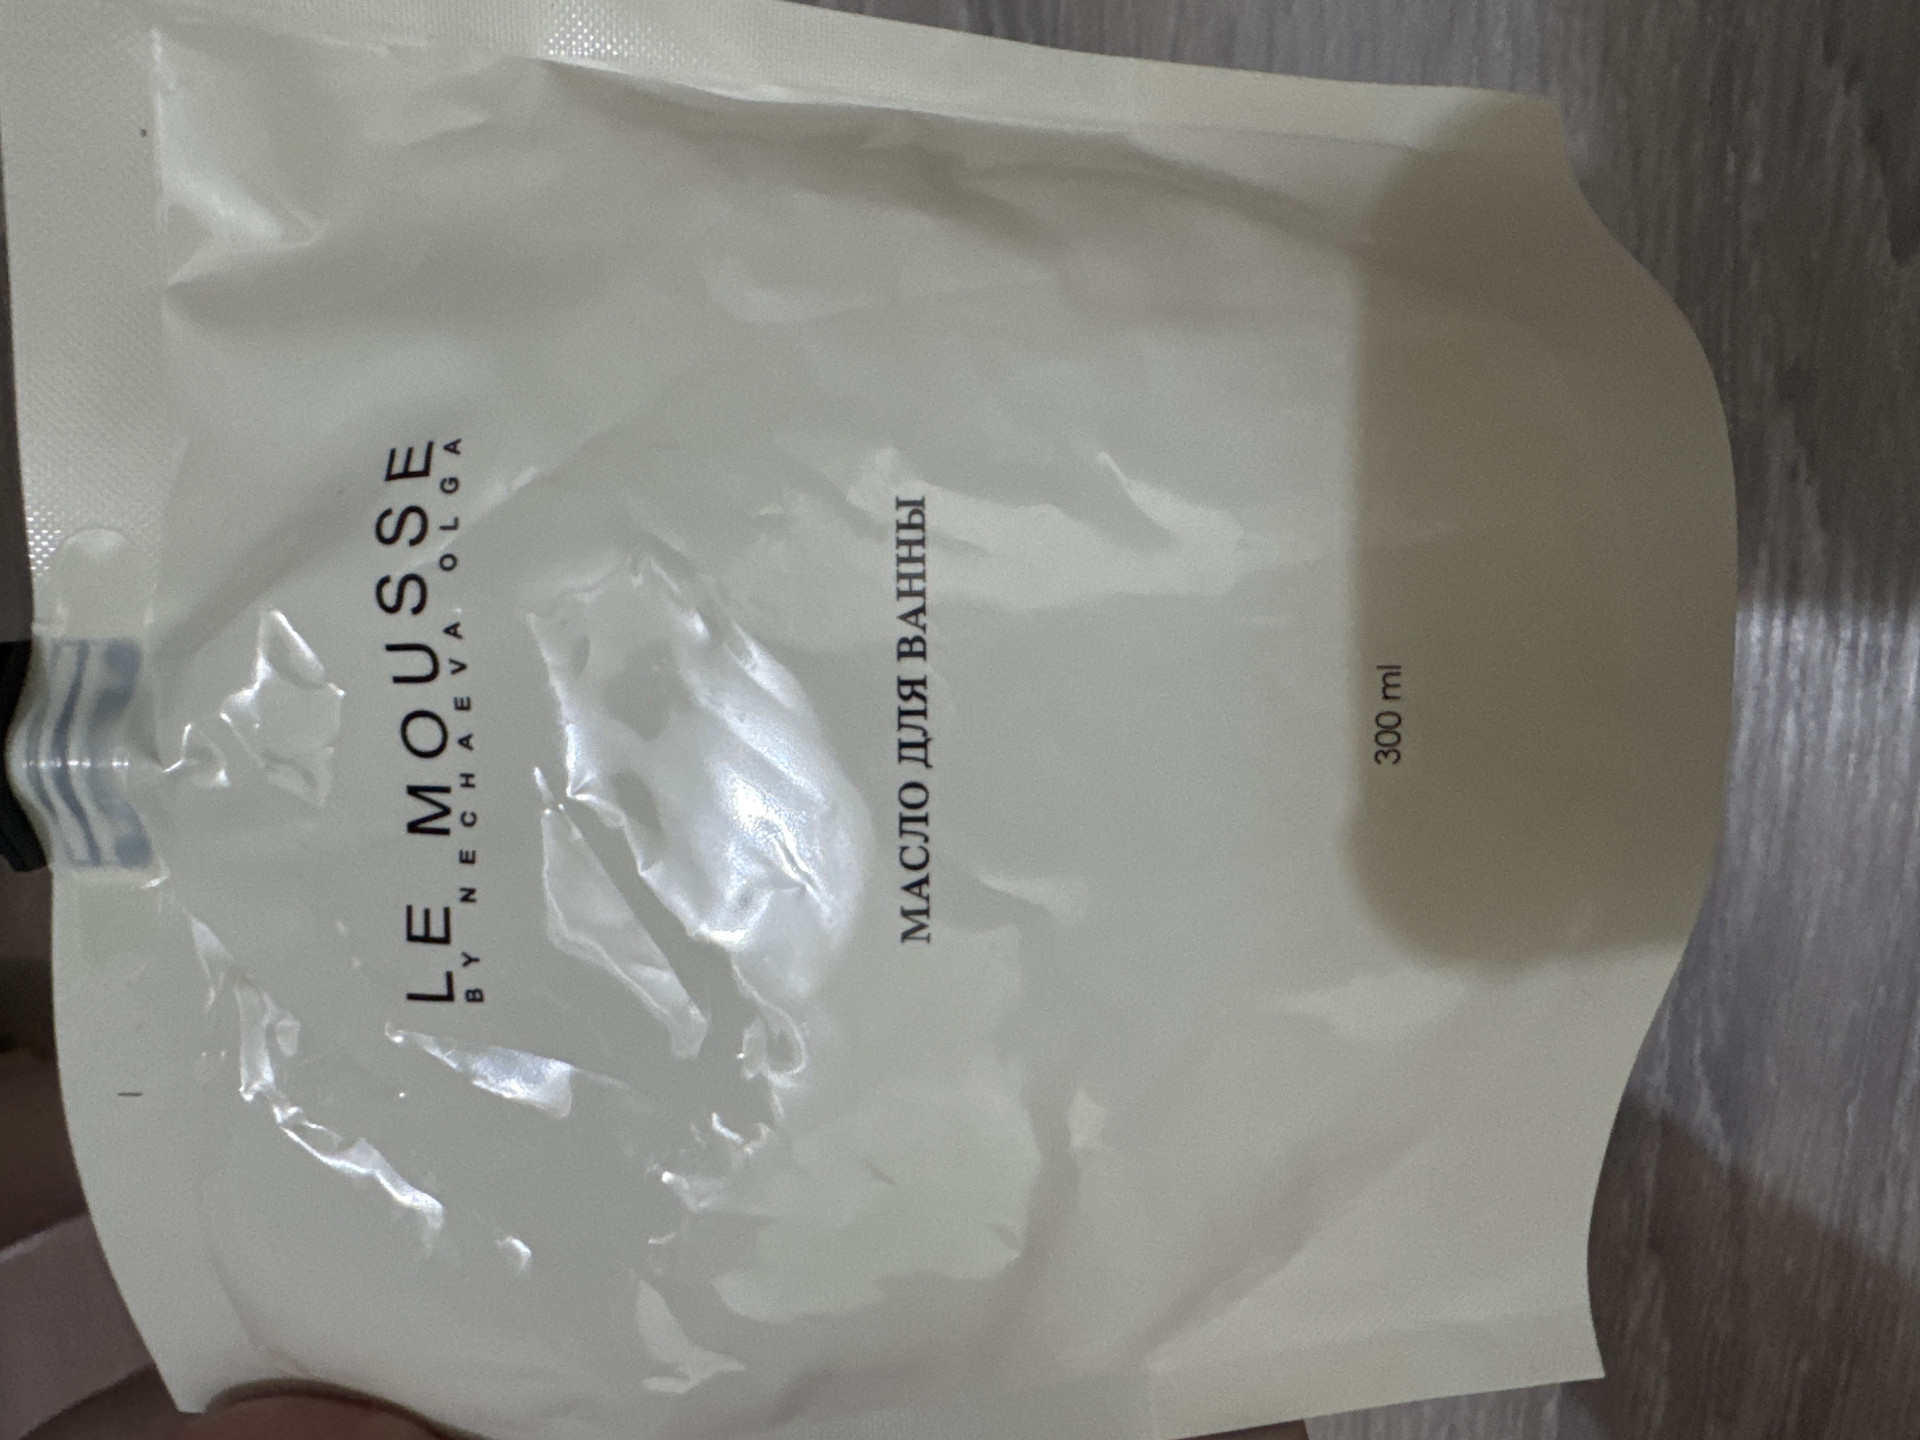 LE MOUSSE
BY NECHAEVA OLGA
МАСЛО ДЛЯ ВАННЫ
300 ml